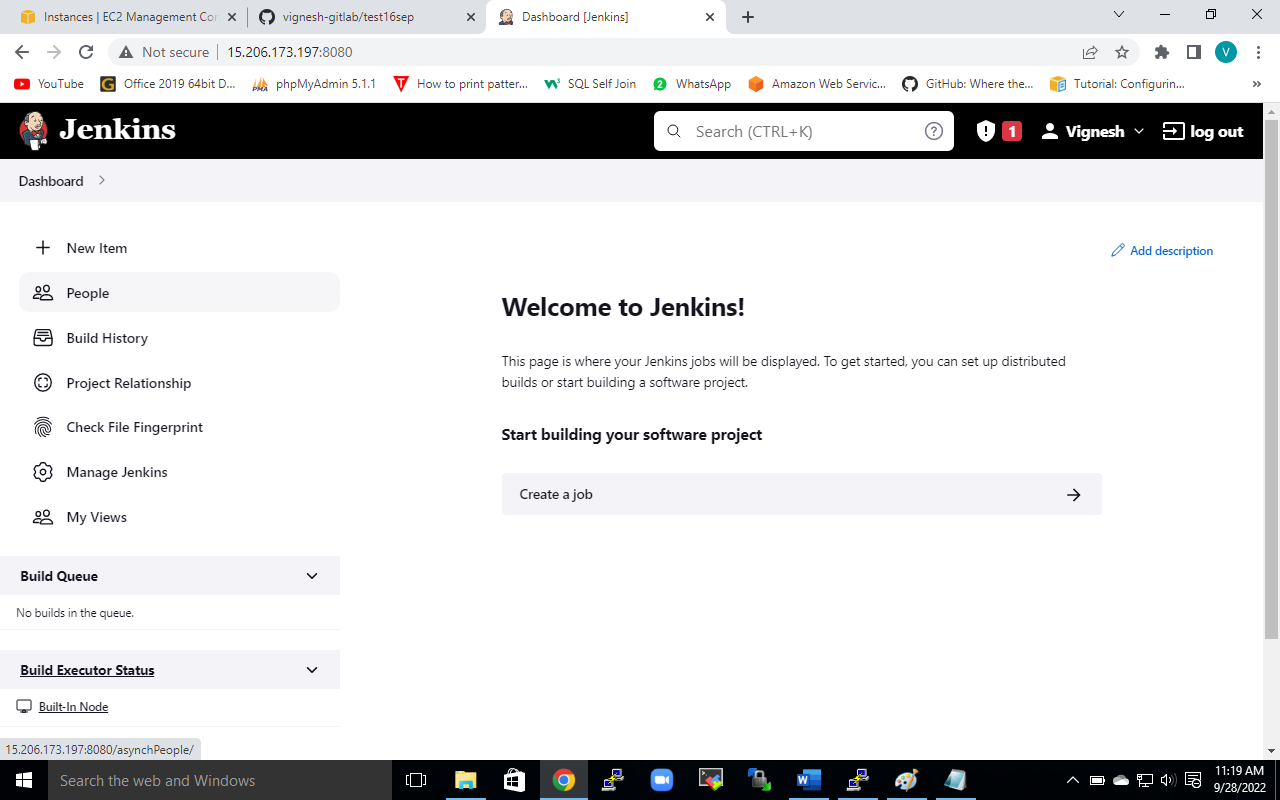 Instances | EC2 Management Con
vignesh-gitlab/test16sep
Dashboard [Jenkins]
Not secure
15.206.173.197:8080
V
YouTube
Office 2019 64bit D...
phpMyAdmin 5.1.1
How to print patter...
SQL Self Join
WhatsApp
Amazon Web Servic...
GitHub: Where the...
Tutorial: Configurin...
»
Jenkins
Search (CTRL+K)
1
Vignesh
log out
Dashboard
New Item
People
Build History
Project Relationship
Check File Fingerprint
Manage Jenkins
My Views
Build Queue
No builds in the queue.
Build Executor Status
Built-In Node
Add description
Welcome to Jenkins!
This page is where your Jenkins jobs will be displayed. To get started, you can set up distributed
builds or start building a software project.
Start building your software project
Create a job
15.206.173.197:8080/asynchPeople/
Search the web and Windows
11:19 AM
9/28/2022